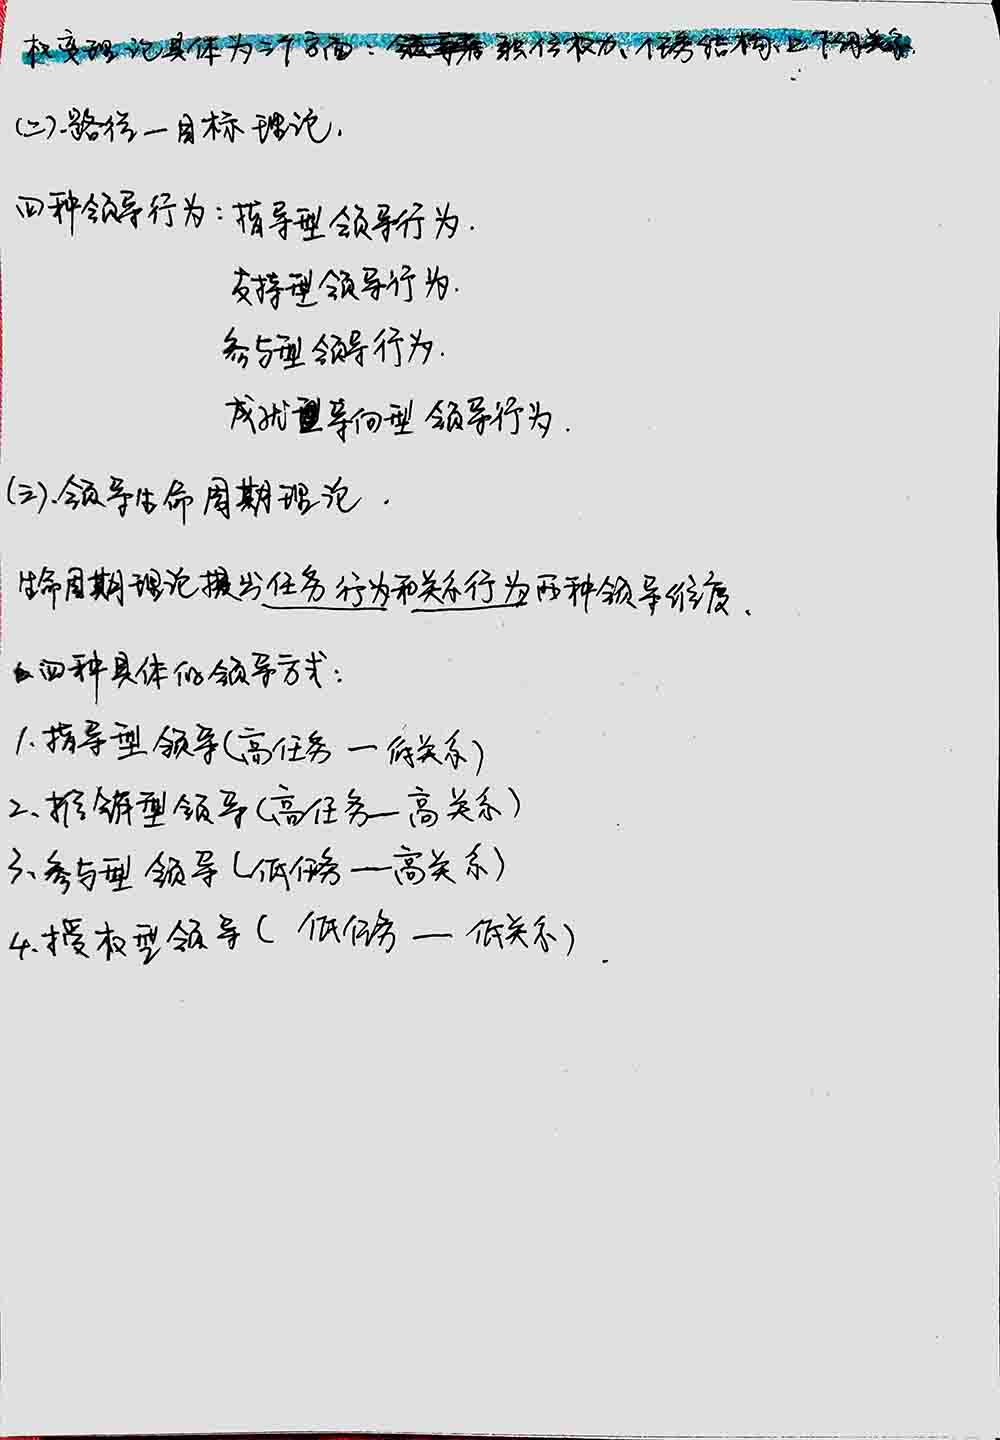 权变理论具体为三个方面：职位权力、任务结构、上下级关系.
(二).路径一目标理论.
四种领导行为：指导型领导行为.
支持型领导行为.
参与型领导行为.
成就导向型领导行为.
(三).领导生命周期理论.
生命周期理论提出任务行为和关系行为两种领导维度.
四种具体的领导方式：
1.指导型领导(高任务一低关系)
2、推销型领导(高任务一高关系)
3、参与型领导(低任务一高关系)
4、授权型领导(低任务一低关系).